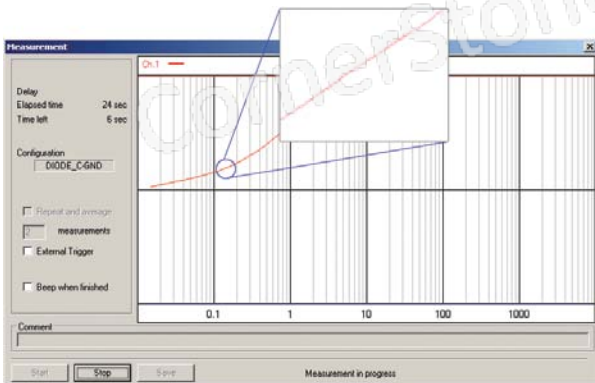 CornerStone
Measurement
Ch.1
Delay
Elapsed time 24 sec
Time left 6 sec
Configuration
DIODE_C-GND
Repeat and average
2 measurements
External Trigger
Beep when finished
0.1 1 10 100 1000
Comment
Start Stop Save Measurement in progress